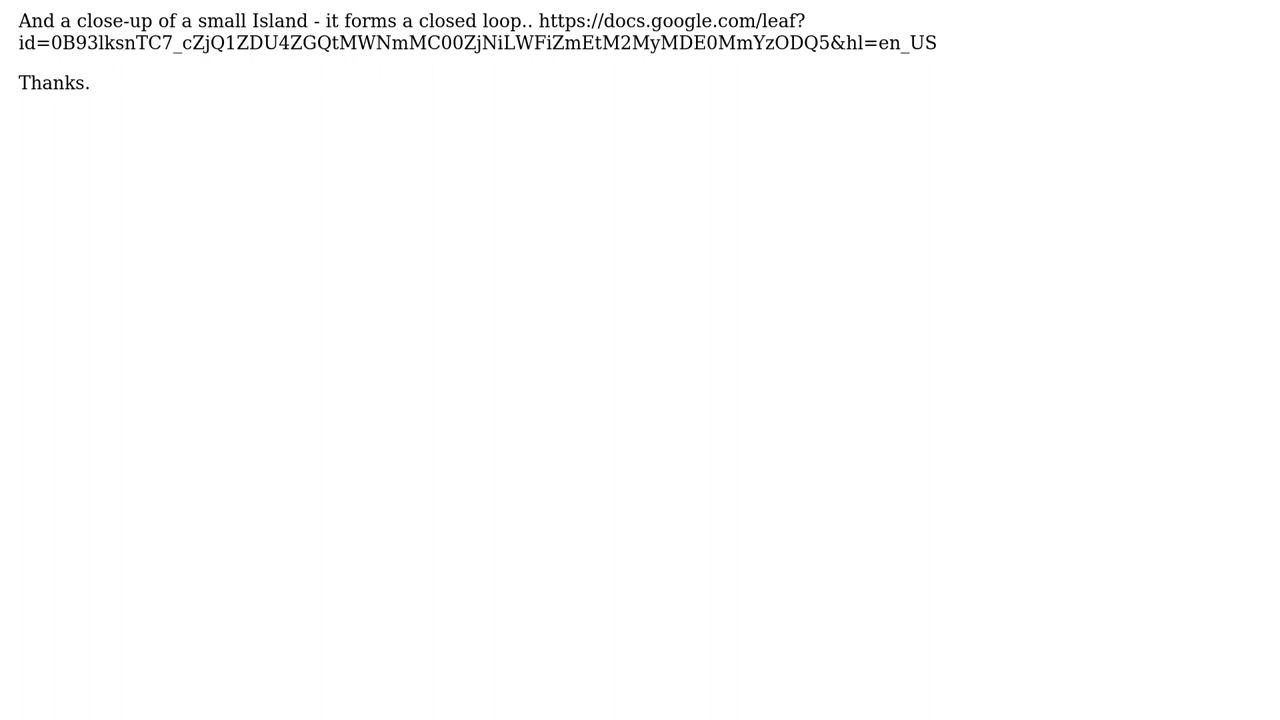 And a close-up of a small Island - it forms a closed loop.. https://docs.google.com/leaf?
id=0B93lksnTC7_cZjQ1ZDU4ZGQtMWNmMC00ZjNiLWFiZmEtM2MyMDE0MmYzODQ5&hl=en_US
Thanks.